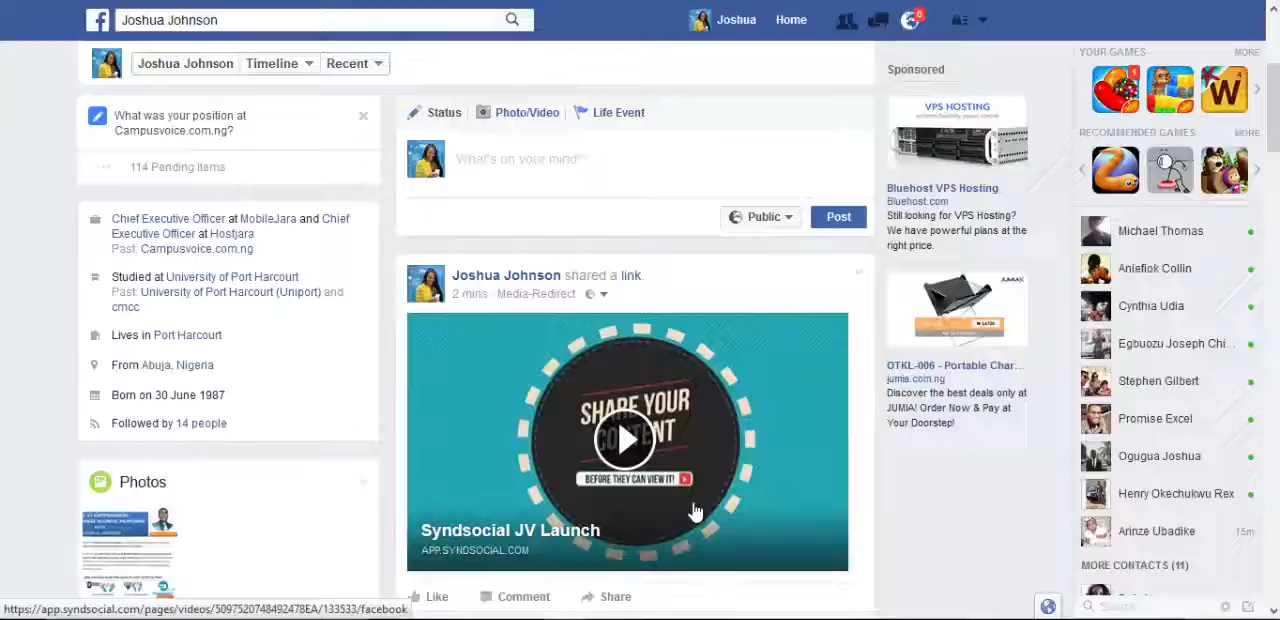 Joshua Johnson
Joshua
Home
6
Joshua Johnson
Timeline
Recent
What was your position at
Campusvoice.com.ng?
114 Pending Items
Chief Executive Officer at MobileJara and Chief
Executive Officer at Hostjara
Past: Campusvoice.com.ng
Studied at University of Port Harcourt
Past: University of Port Harcourt (Uniport) and
cmcc
Lives in Port Harcourt
From Abuja, Nigeria
Born on 30 June 1987
Followed by 14 people
Photos
https://app.syndsocial.com/pages/videos/5097520748492478EA/133533/facebook
Status
Photo/Video
Life Event
What's on your mind?
Public
Post
Joshua Johnson shared a link.
2 mins · Media-Redirect
SHARE YOUR
CONTENT
BEFORE THEY CAN VIEW IT!
Syndsocial JV Launch
APP.SYNDSOCIAL.COM
Like
Comment
Share
Sponsored
VPS HOSTING
Bluehost VPS Hosting
Bluehost.com
Still looking for VPS Hosting?
We have powerful plans at the
right price.
JUMIA
OTKL-006 - Portable Char...
jumia.com.ng
Discover the best deals only at
JUMIA! Order Now & Pay at
Your Doorstep!
YOUR GAMES
MORE
1
W
RECOMMENDED GAMES
MORE
Michael Thomas
Aniefiok Collin
Cynthia Udia
Egbuozu Joseph Chi...
Stephen Gilbert
Promise Excel
Ogugua Joshua
Henry Okechukwu Rex
Arinze Ubadike
15m
MORE CONTACTS (11)
Search